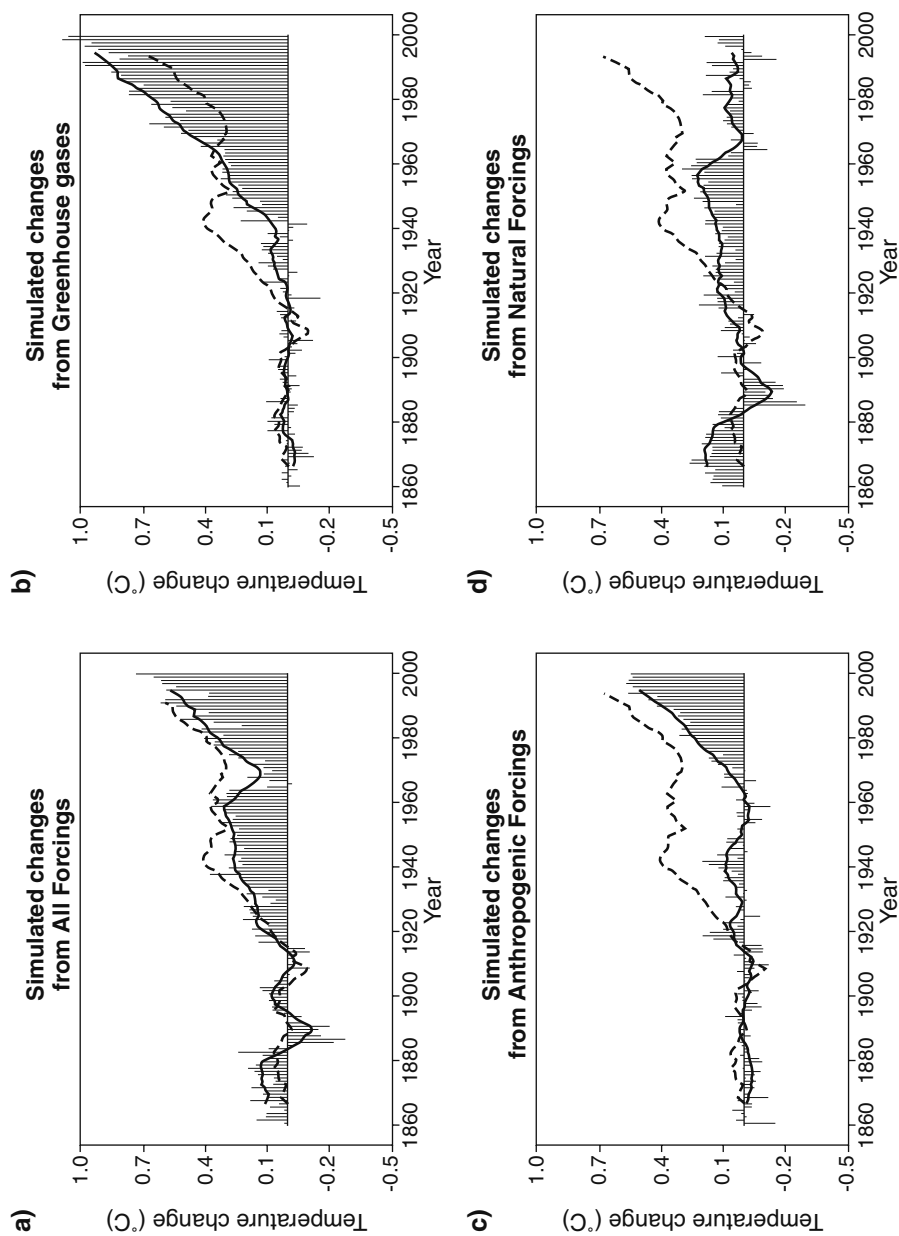 a)
Simulated changes
from All Forcings
Temperature change (°C)
1.0
0.7
0.4
0.1
-0.2
-0.5
1860 1880 1900 1920 1940 1960 1980 2000
Year
b)
Simulated changes
from Greenhouse gases
Temperature change (°C)
1.0
0.7
0.4
0.1
-0.2
-0.5
1860 1880 1900 1920 1940 1960 1980 2000
Year
c)
Simulated changes
from Anthropogenic Forcings
Temperature change (°C)
1.0
0.7
0.4
0.1
-0.2
-0.5
1860 1880 1900 1920 1940 1960 1980 2000
Year
d)
Simulated changes
from Natural Forcings
Temperature change (°C)
1.0
0.7
0.4
0.1
-0.2
-0.5
1860 1880 1900 1920 1940 1960 1980 2000
Year